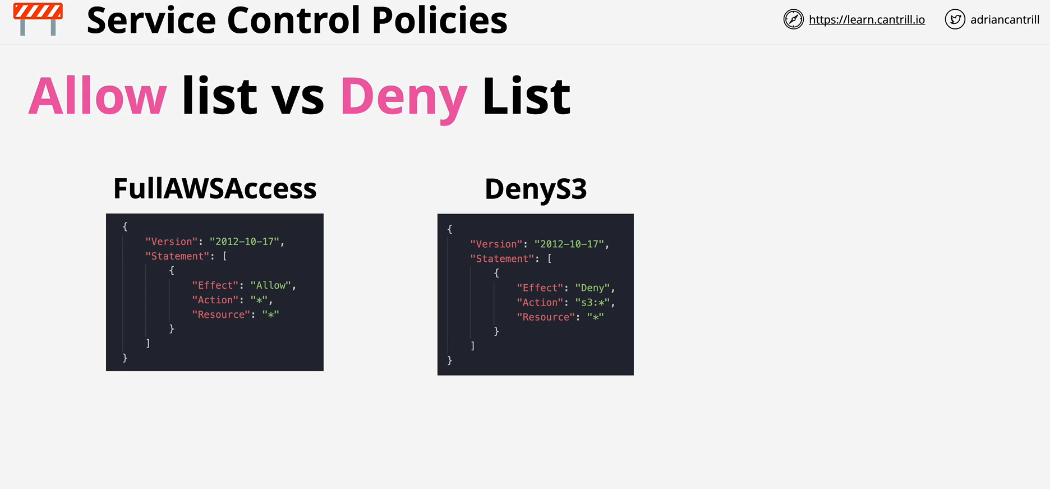 Service Control Policies
https://learn.cantrill.io
adriancantrill
Allow list vs Deny List
FullAWSAccess
{
"Version": "2012-10-17",
"Statement": [
{
"Effect": "Allow",
"Action": "*",
"Resource": "*"
}
]
}
DenyS3
{
"Version": "2012-10-17",
"Statement": [
{
"Effect": "Deny",
"Action": "s3:*",
"Resource": "*"
}
]
}